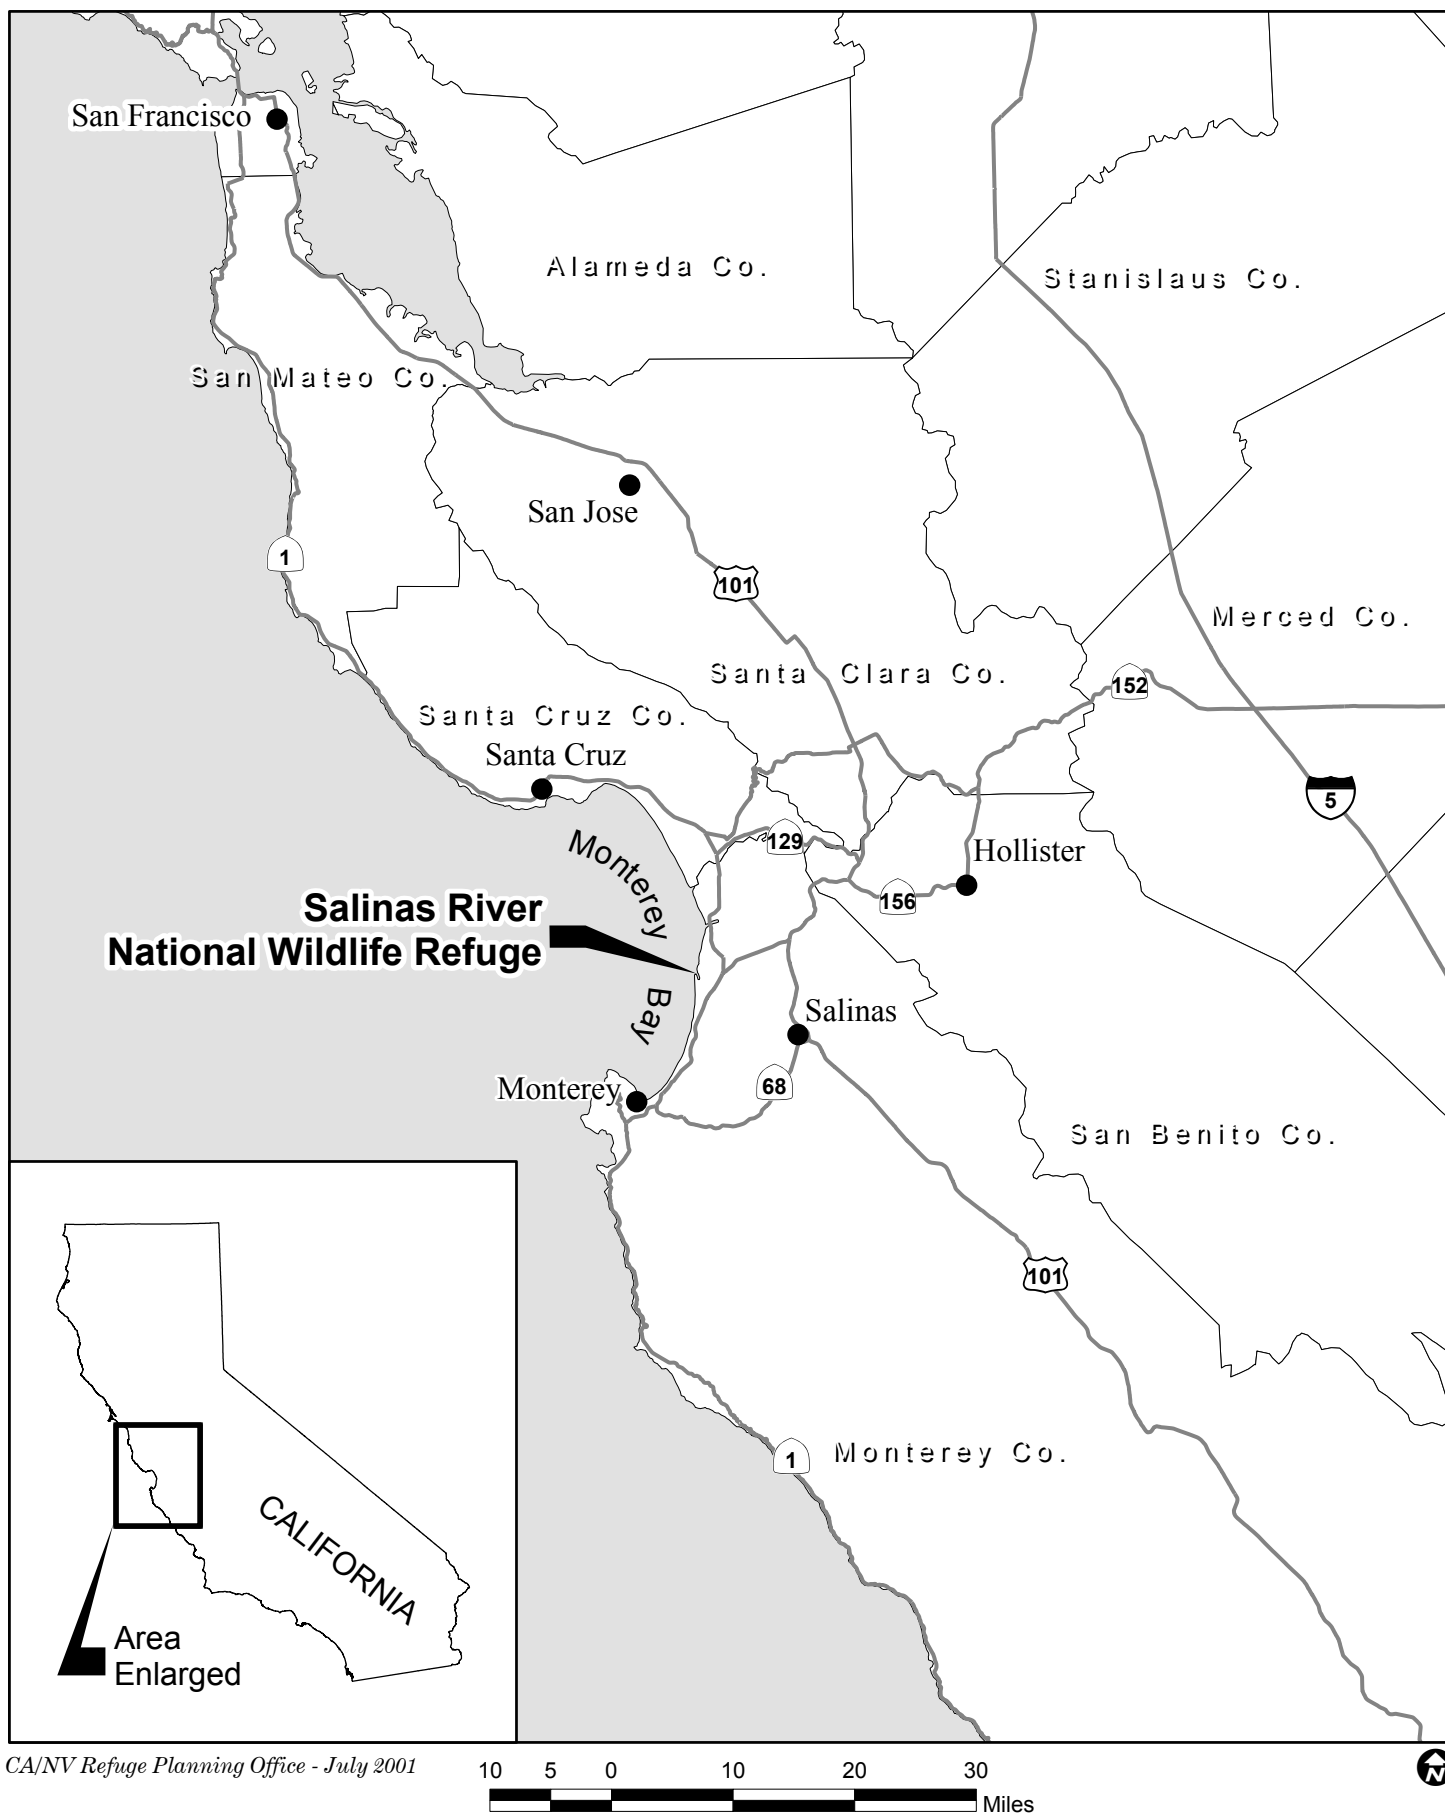 San Francisco
Alameda Co.
Stanislaus Co.
San Mateo Co.
San Jose
1
101
Merced Co.
Santa Clara Co.
152
Santa Cruz Co.
Santa Cruz
5
129
Monterey
Bay
Hollister
156
Salinas River
National Wildlife Refuge
Salinas
68
Monterey
San Benito Co.
101
1
Monterey Co.
CALIFORNIA
Area
Enlarged
CA/NV Refuge Planning Office - July 2001
10 5 0 10 20 30
Miles
N